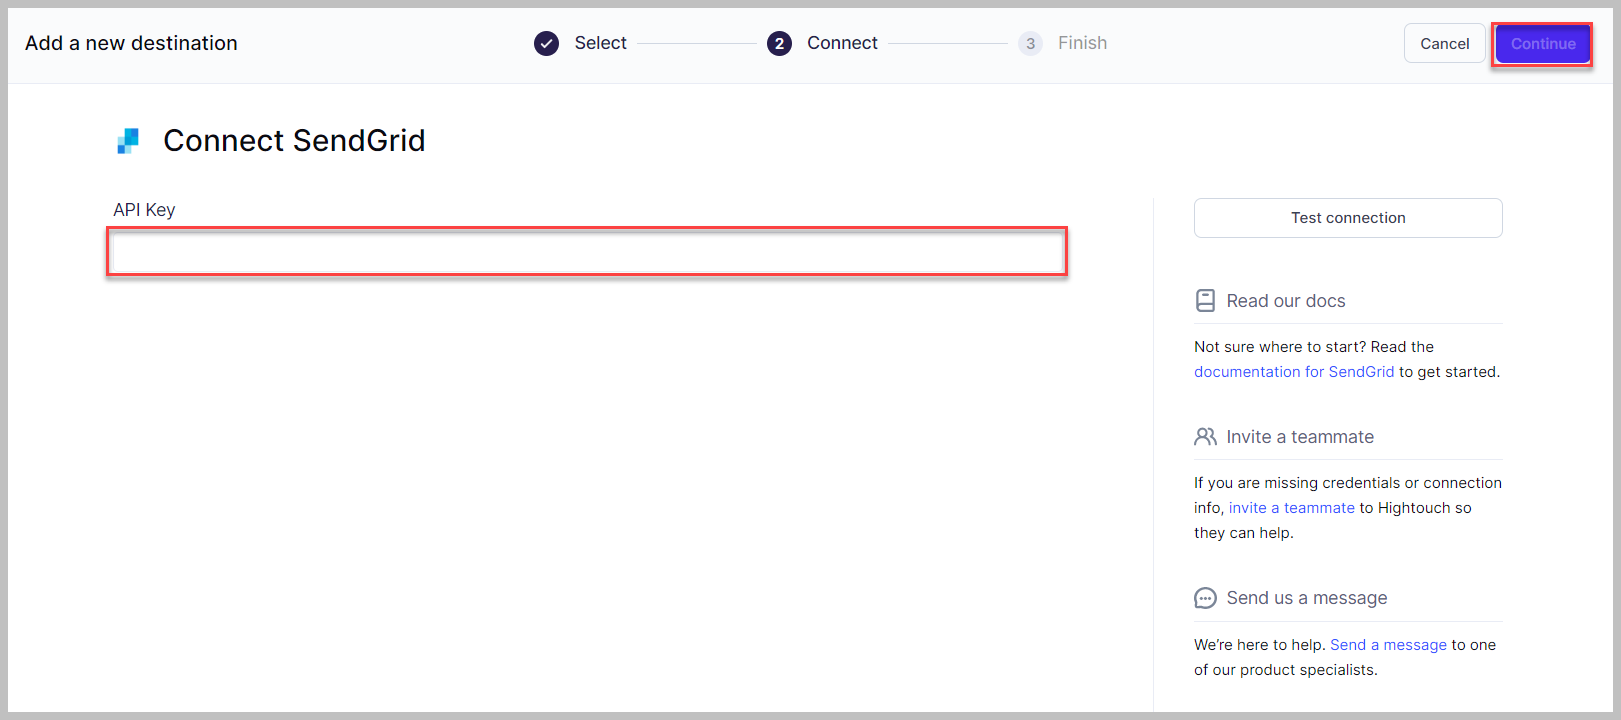 Add a new destination
Select
2
Connect
3
Finish
Cancel
Continue
Connect SendGrid
API Key
Test connection
Read our docs
Not sure where to start? Read the
documentation for SendGrid to get started.
Invite a teammate
If you are missing credentials or connection
info, invite a teammate to Hightouch so
they can help.
Send us a message
We’re here to help. Send a message to one
of our product specialists.